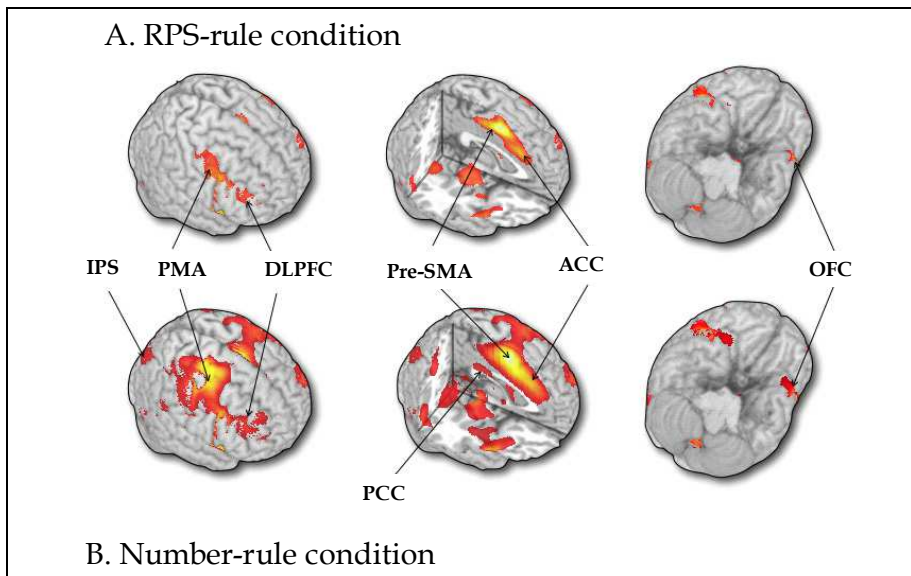 A. RPS-rule condition
IPS PMA DLPFC Pre-SMA ACC OFC
PCC
B. Number-rule condition